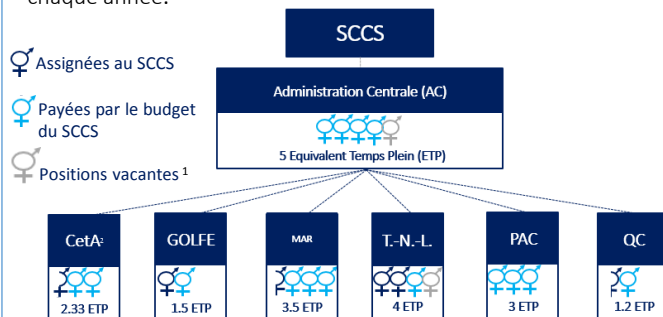 chaque année.
SCCS
Assignées au SCCS
Administration Centrale (AC)
Payées par le budget
du SCCS
5 Equivalent Temps Plein (ETP)
Positions vacantes 1
CetA2
GOLFE
MAR
T.-N.-L.
PAC
QC
2.33 ETP
1.5 ETP
3.5 ETP
4 ETP
3 ETP
1.2 ETP